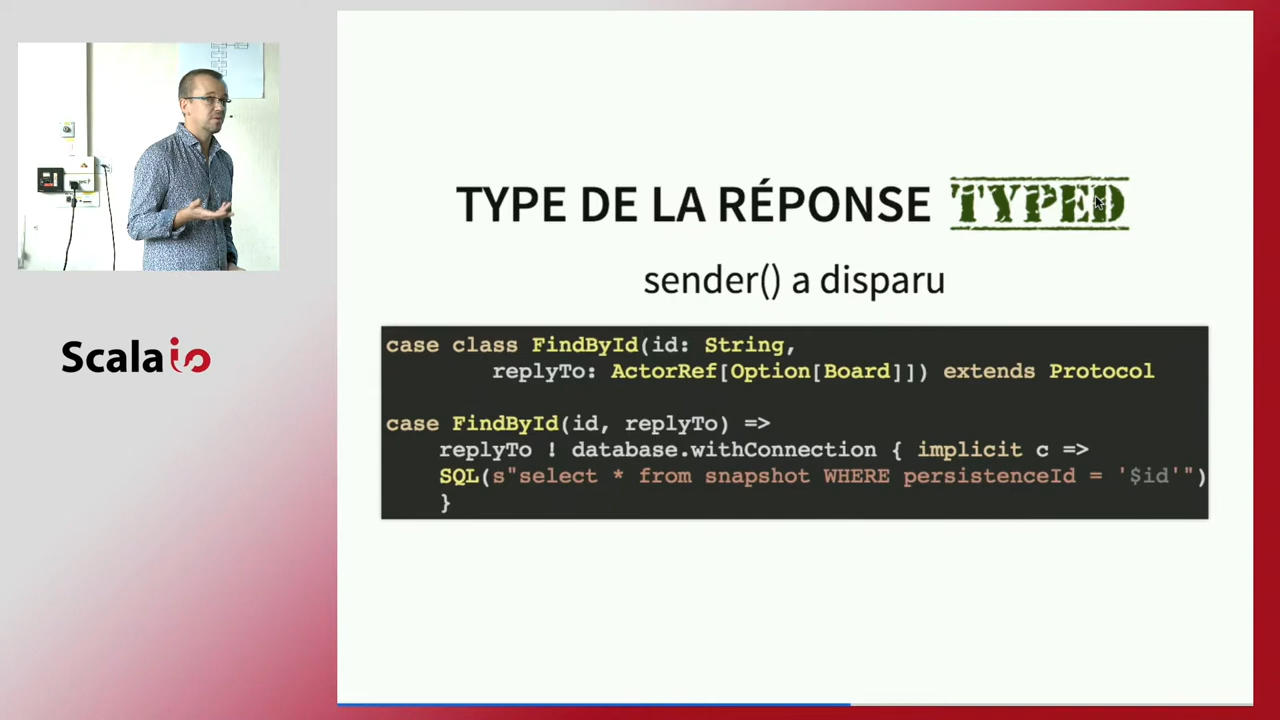 TYPE DE LA RÉPONSE TYPED
sender() a disparu
case class FindById(id: String,
replyTo: ActorRef[Option[Board]]) extends Protocol
case FindById(id, replyTo) =>
replyTo ! database.withConnection { implicit c =>
SQL(s"select * from snapshot WHERE persistenceId = '$id'")
}
Scala io